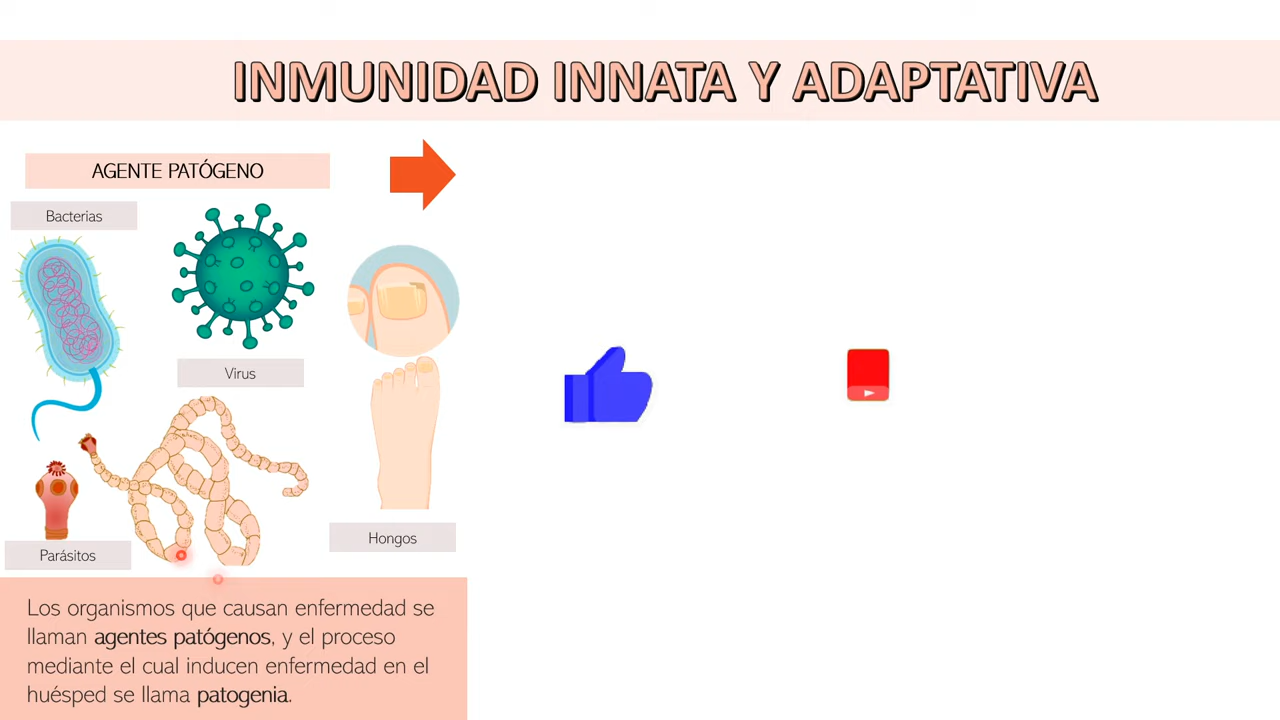 INMUNIDAD INNATA Y ADAPTATIVA
AGENTE PATÓGENO
Bacterias
Virus
Parásitos
Hongos
Los organismos que causan enfermedad se
llaman agentes patógenos, y el proceso
mediante el cual inducen enfermedad en el
huésped se llama patogenia.